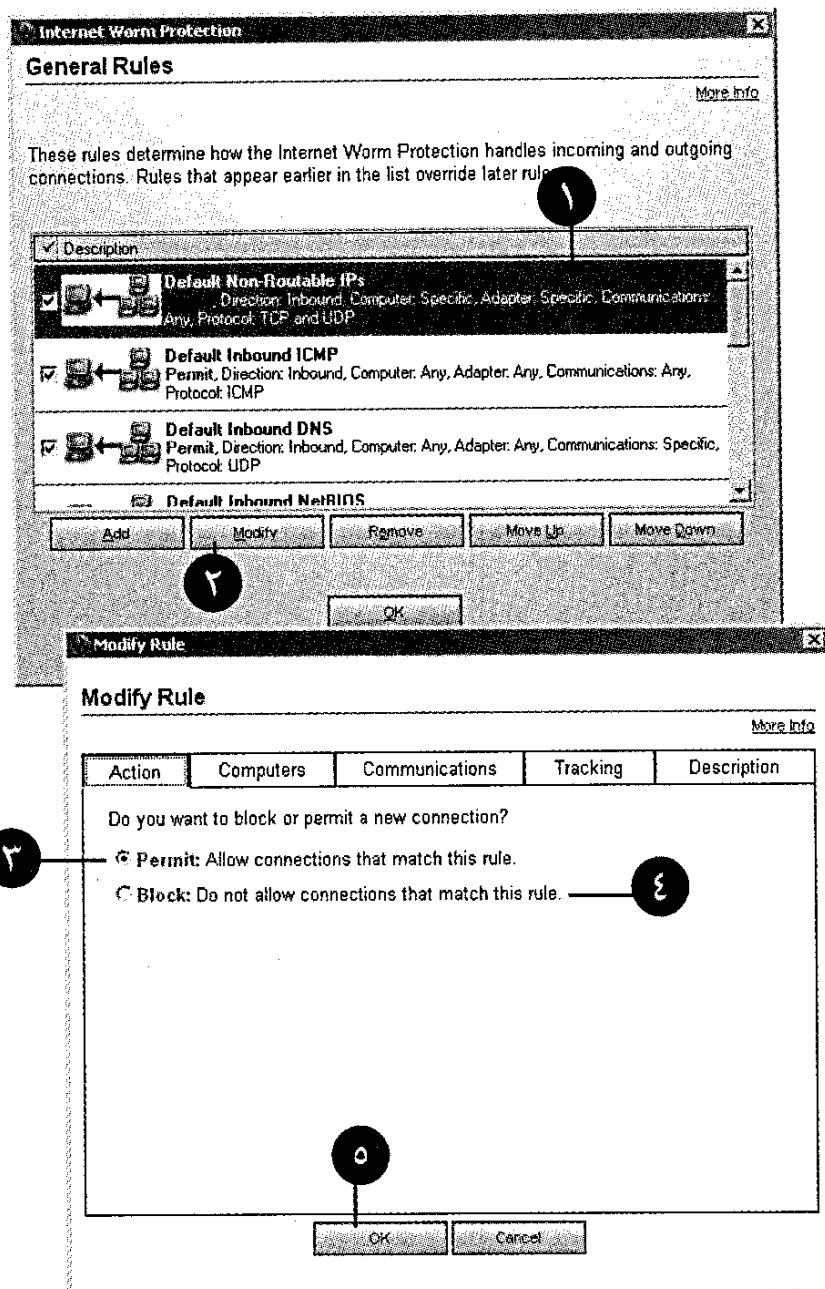 Internet Worm Protection
General Rules
More Info
These rules determine how the Internet Worm Protection handles incoming and outgoing
connections. Rules that appear earlier in the list override later
١
Description
Default Non-Routable IPs
Direction: Inbound, Computer: Specific, Adapter: Specific, Communications:
Any, Protocol: TCP and UDP
Default Inbound ICMP
Permit, Direction: Inbound, Computer: Any, Adapter: Any, Communications: Any,
Protocol: ICMP
Default Inbound DNS
Permit, Direction: Inbound, Computer: Any, Adapter: Any, Communications: Specific,
Protocol: UDP
Default Inbound NetBIOS
Add Modify Remove Move Up Move Down
٢
OK
Modify Rule
Modify Rule
More Info
Action Computers Communications Tracking Description
Do you want to block or permit a new connection?
٣
Permit: Allow connections that match this rule.
Block: Do not allow connections that match this rule.
٤
٥
OK Cancel